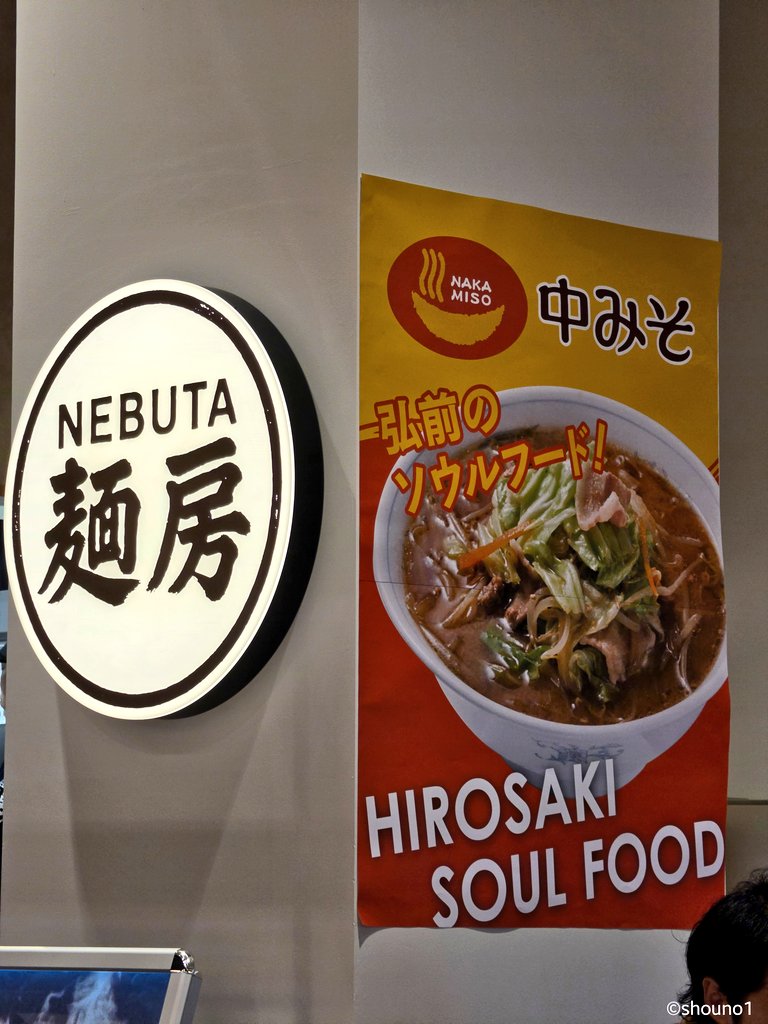 NEBUTA
麺房
NAKA
MISO
中みそ
弘前の
ソウルフード!
HIROSAKI
SOUL FOOD
©shouno1